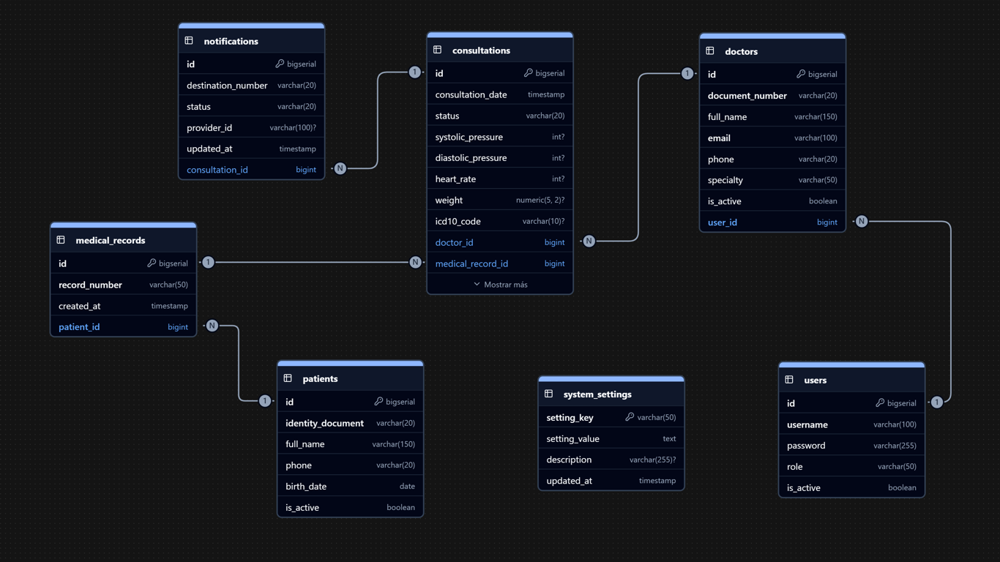 notifications
id bigserial
destination_number varchar(20)
status varchar(20)
provider_id varchar(100)?
updated_at timestamp
consultation_id bigint
N
1
consultations
id bigserial
consultation_date timestamp
status varchar(20)
systolic_pressure int?
diastolic_pressure int?
heart_rate int?
weight numeric(5, 2)?
icd10_code varchar(10)?
doctor_id bigint
medical_record_id bigint
Mostrar más
N
1
doctors
id bigserial
document_number varchar(20)
full_name varchar(150)
email varchar(100)
phone varchar(20)
specialty varchar(50)
is_active boolean
user_id bigint
N
medical_records
id bigserial
record_number varchar(50)
created_at timestamp
patient_id bigint
1
N
N
1
patients
id bigserial
identity_document varchar(20)
full_name varchar(150)
phone varchar(20)
birth_date date
is_active boolean
system_settings
setting_key varchar(50)
setting_value text
description varchar(255)?
updated_at timestamp
users
id bigserial
username varchar(100)
password varchar(255)
role varchar(50)
is_active boolean
1